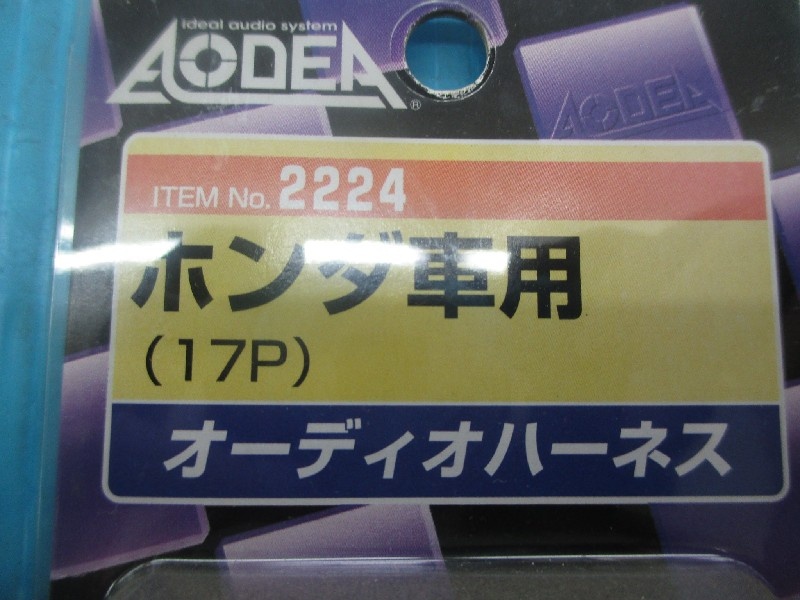 ideal audio system
AODEA
®
AODEA
ITEM No. 2224
ホンダ車用
(17P)
オーディオハーネス